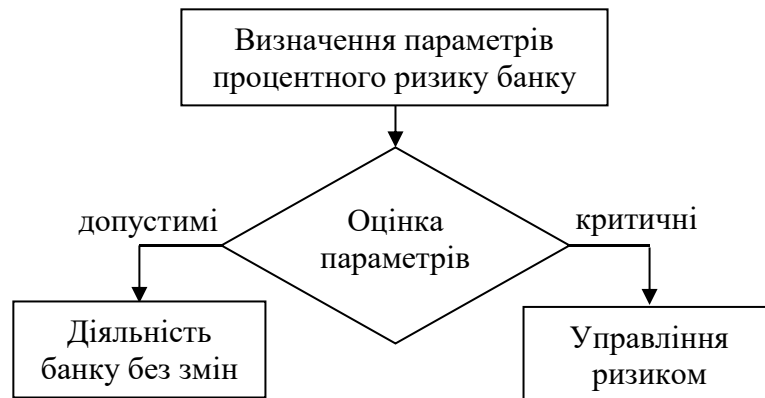 Визначення параметрів
процентного ризику банку
допустимі
Оцінка
параметрів
критичні
Діяльність
банку без змін
Управління
ризиком